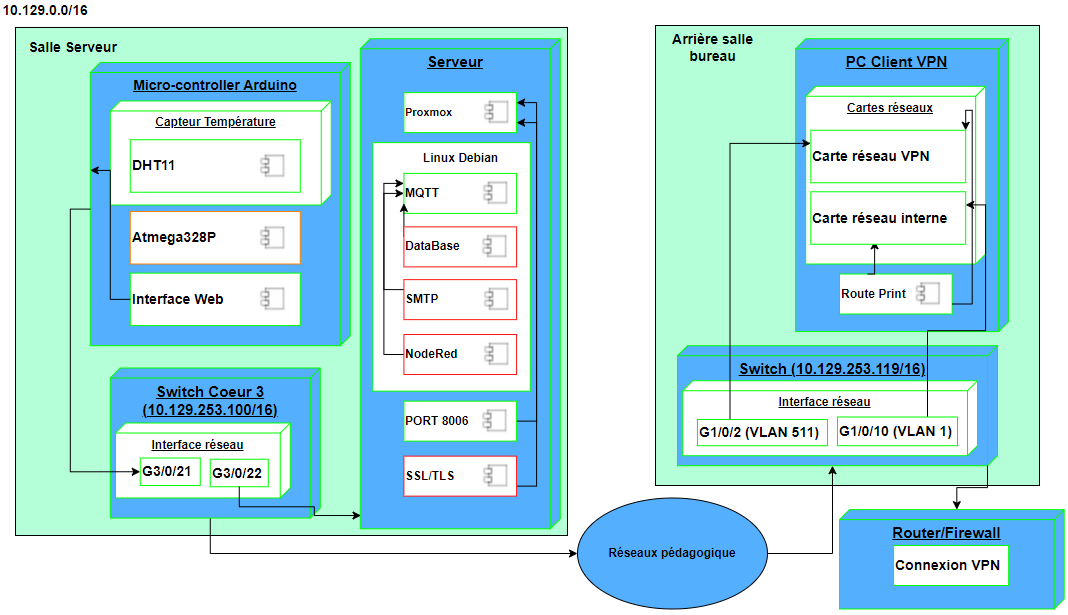 10.129.0.0/16
Salle Serveur
Micro-controller Arduino
Capteur Température
DHT11
Atmega328P
Interface Web
Switch Coeur 3
(10.129.253.100/16)
Interface réseau
G3/0/21
G3/0/22
Serveur
Proxmox
Linux Debian
MQTT
DataBase
SMTP
NodeRed
PORT 8006
SSL/TLS
Réseaux pédagogique
Arrière salle
bureau
PC Client VPN
Cartes réseaux
Carte réseau VPN
Carte réseau interne
Route Print
Switch (10.129.253.119/16)
Interface réseau
G1/0/2 (VLAN 511)
G1/0/10 (VLAN 1)
Router/Firewall
Connexion VPN